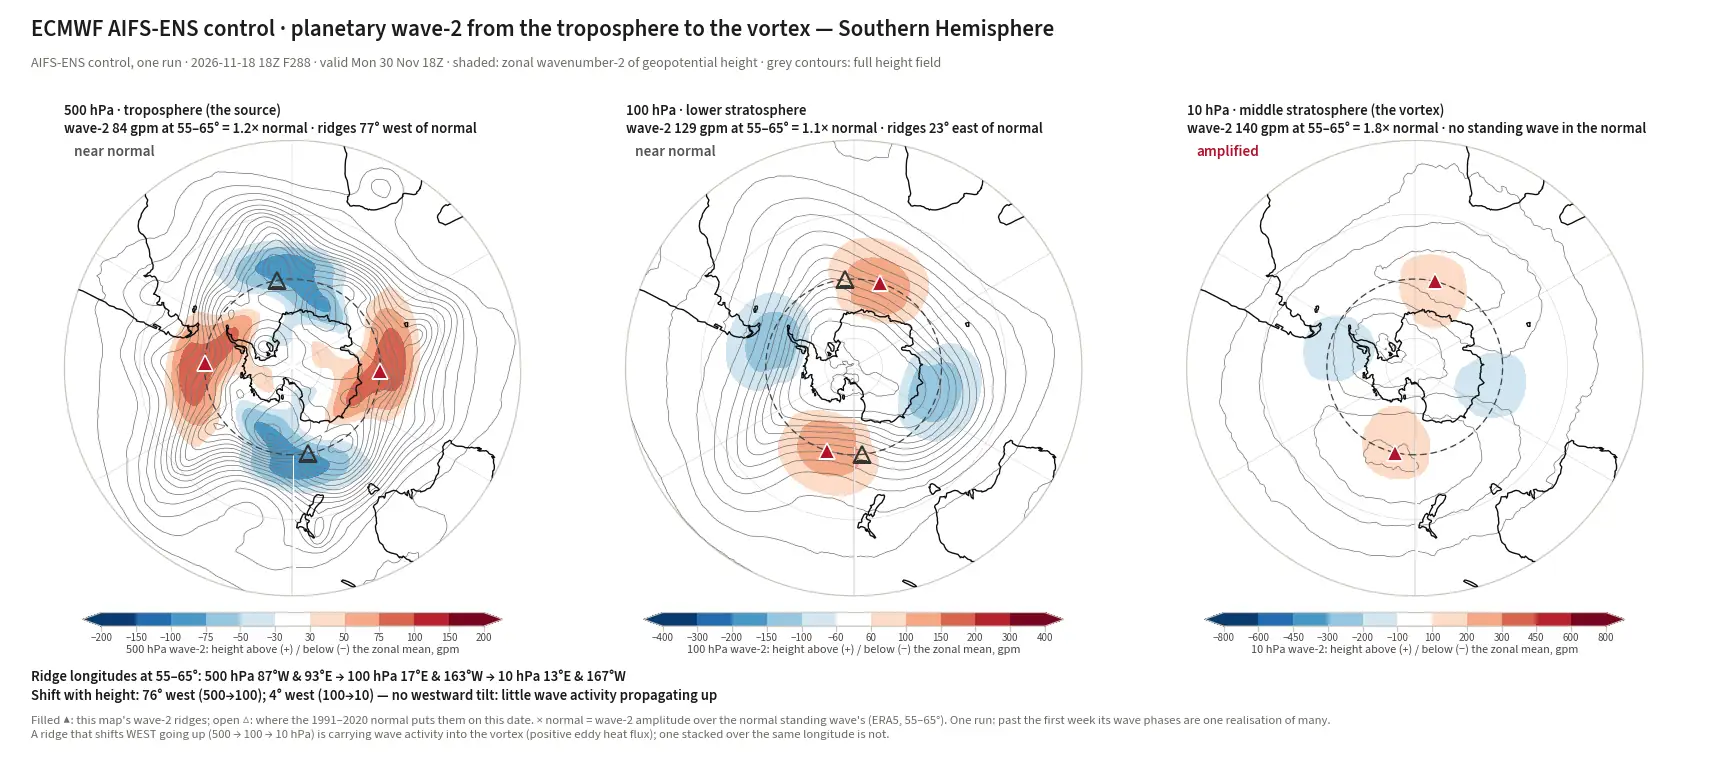 ECMWF AIFS-ENS control · planetary wave-2 from the troposphere to the vortex — Southern Hemisphere
AIFS-ENS control, one run · 2026-11-18 18Z F288 · valid Mon 30 Nov 18Z · shaded: zonal wavenumber-2 of geopotential height · grey contours: full height field
500 hPa · troposphere (the source)
wave-2 84 gpm at 55–65° = 1.2× normal · ridges 77° west of normal
near normal
100 hPa · lower stratosphere
wave-2 129 gpm at 55–65° = 1.1× normal · ridges 23° east of normal
near normal
10 hPa · middle stratosphere (the vortex)
wave-2 140 gpm at 55–65° = 1.8× normal · no standing wave in the normal
amplified
−200 −150 −100 −75 −50 −30 30 50 75 100 150 200
500 hPa wave-2: height above (+) / below (−) the zonal mean, gpm
−400 −300 −200 −150 −100 −60 60 100 150 200 300 400
100 hPa wave-2: height above (+) / below (−) the zonal mean, gpm
−800 −600 −450 −300 −200 −100 100 200 300 450 600 800
10 hPa wave-2: height above (+) / below (−) the zonal mean, gpm
Ridge longitudes at 55–65°: 500 hPa 87°W & 93°E → 100 hPa 17°E & 163°W → 10 hPa 13°E & 167°W
Shift with height: 76° west (500→100); 4° west (100→10) — no westward tilt: little wave activity propagating up
Filled ▲: this map's wave-2 ridges; open △: where the 1991–2020 normal puts them on this date. × normal = wave-2 amplitude over the normal standing wave's (ERA5, 55–65°). One run: past the first week its wave phases are one realisation of many.
A ridge that shifts WEST going up (500 → 100 → 10 hPa) is carrying wave activity into the vortex (positive eddy heat flux); one stacked over the same longitude is not.